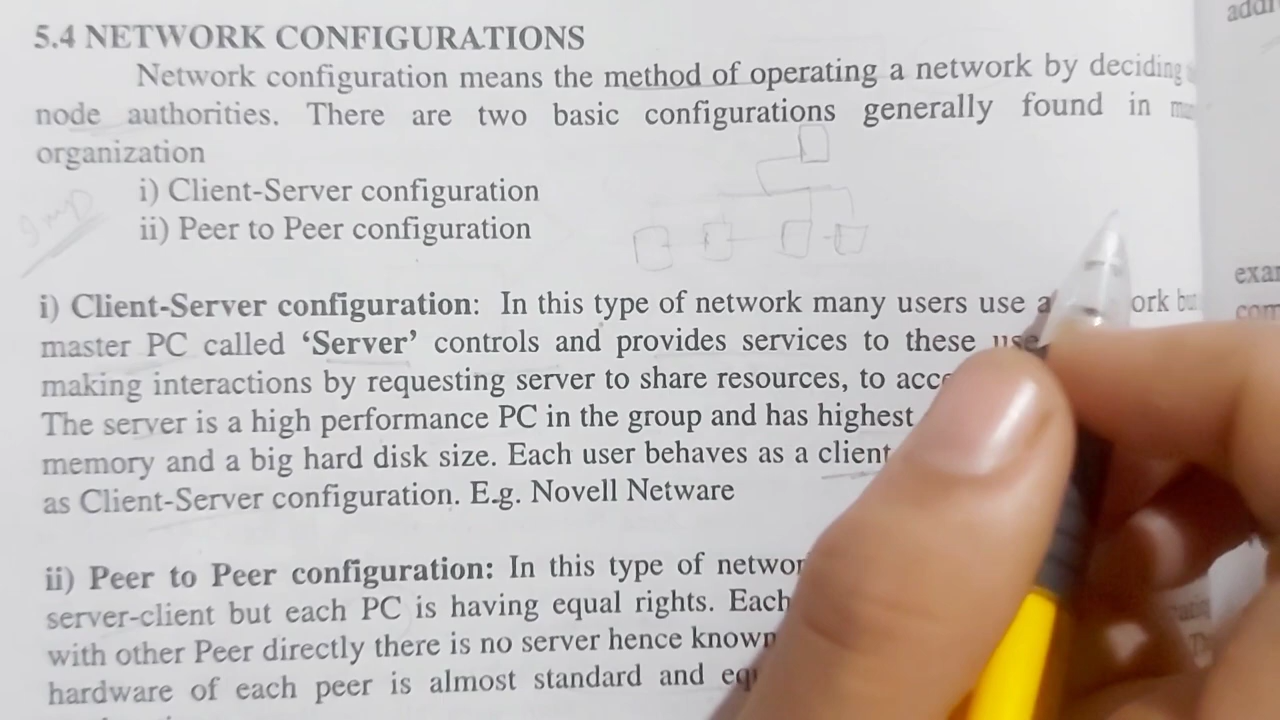 5.4 NETWORK CONFIGURATIONS
Network configuration means the method of operating a network by deciding
node authorities. There are two basic configurations generally found in
organization
i) Client-Server configuration
ii) Peer to Peer configuration
i) Client-Server configuration: In this type of network many users use a
master PC called ‘Server’ controls and provides services to these
making interactions by requesting server to share resources, to
The server is a high performance PC in the group and has highest
memory and a big hard disk size. Each user behaves as a client
as Client-Server configuration. E.g. Novell Netware
ii) Peer to Peer configuration: In this type of
server-client but each PC is having equal rights. Each
with other Peer directly there is no server hence known
hardware of each peer is almost standard and